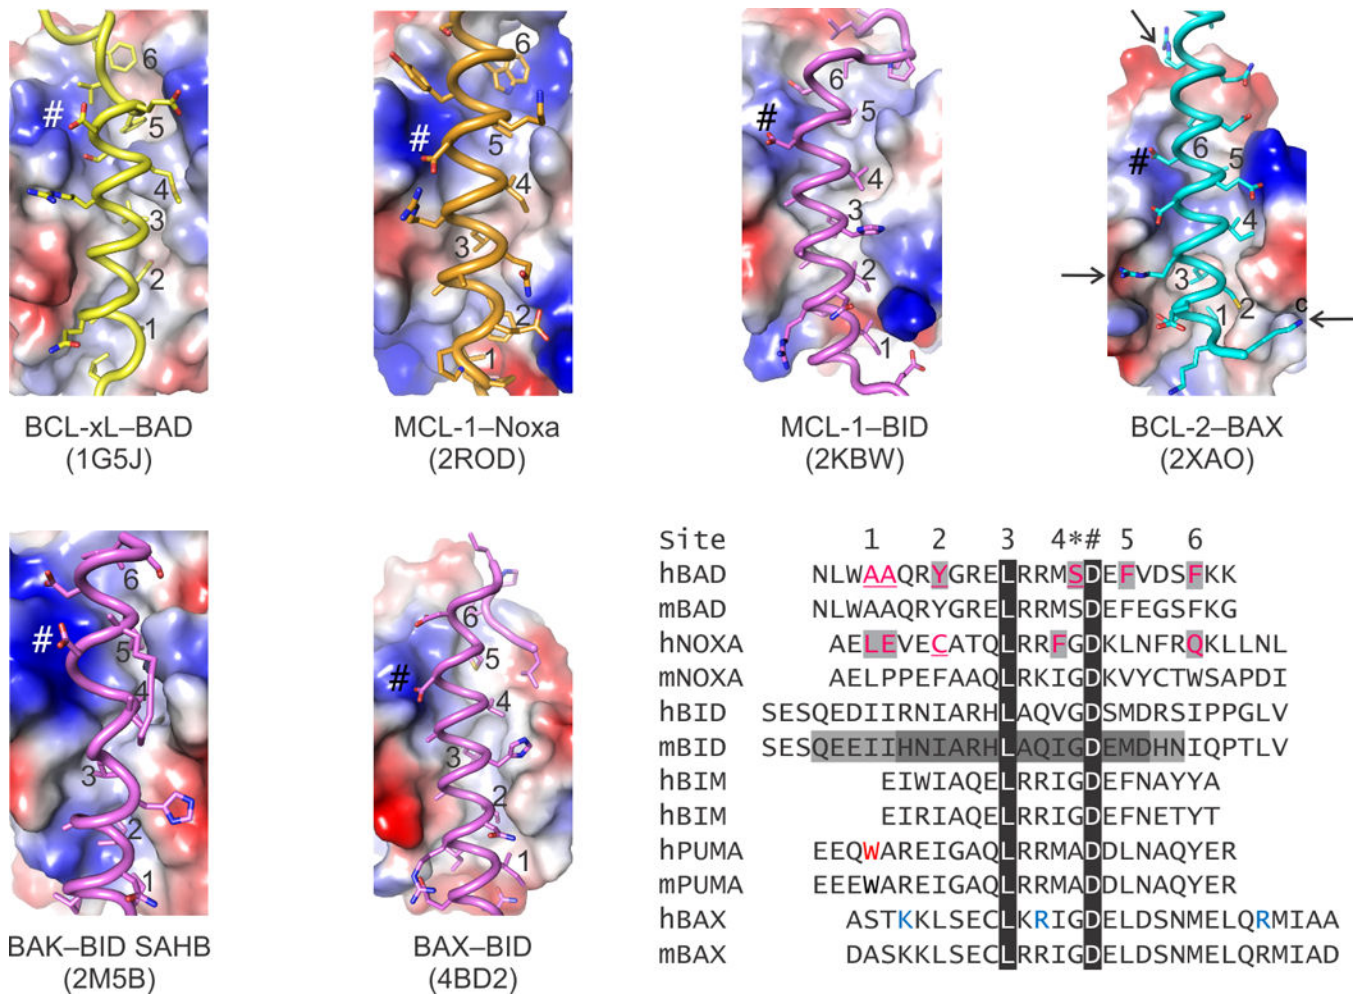 6
#
5
4
3
2
1
BCL-xL–BAD
(1G5J)
6
#
5
4
3
2
1
MCL-1–Noxa
(2ROD)
6
#
5
4
3
2
1
MCL-1–BID
(2KBW)
#
6
5
4
3
2
1
C
BCL-2–BAX
(2XAO)
6
#
5
4
3
2
1
BAK–BID SAHB
(2M5B)
6
5
#
4
3
2
1
BAX–BID
(4BD2)
Site 1 2 3 4*# 5 6
hBAD NLWAAQRYGRELRRMSDEFVDSFKK
mBAD NLWAAQRYGRELRRMSDEFEGSFKG
hNOXA AELEVECATQLRRFGDKLNFRQKLLNL
mNOXA AELPPEFAAQLRKIGDKVYCTWSAPDI
hBID SESQEDIIRNIARHLAQVGDSMDRSIPPGLV
mBID SESQEEIIHNIARHLAQIGDEMDHNIQPTLV
hBIM EIWIAQELRRIGDEFNAYYA
hBIM EIRIAQELRRIGDEFNETYT
hPUMA EEQWAREIGAQLRRMADDLNAQYER
mPUMA EEEWAREIGAQLRRMADDLNAQYER
hBAX ASTKKLSECLKRIGDELDSNMELQRMIAA
mBAX DASKKLSECLRRIGDELDSNMELQRMIAD